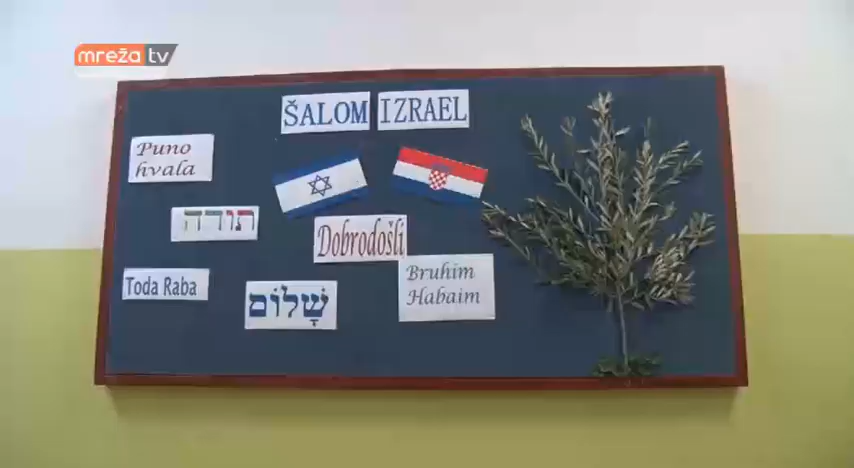 mreža tv
ŠALOM IZRAEL
Puno
hvala
תודה
Dobrodošli
Toda Raba
שָׁלוֹם
Bruhim
Habaim